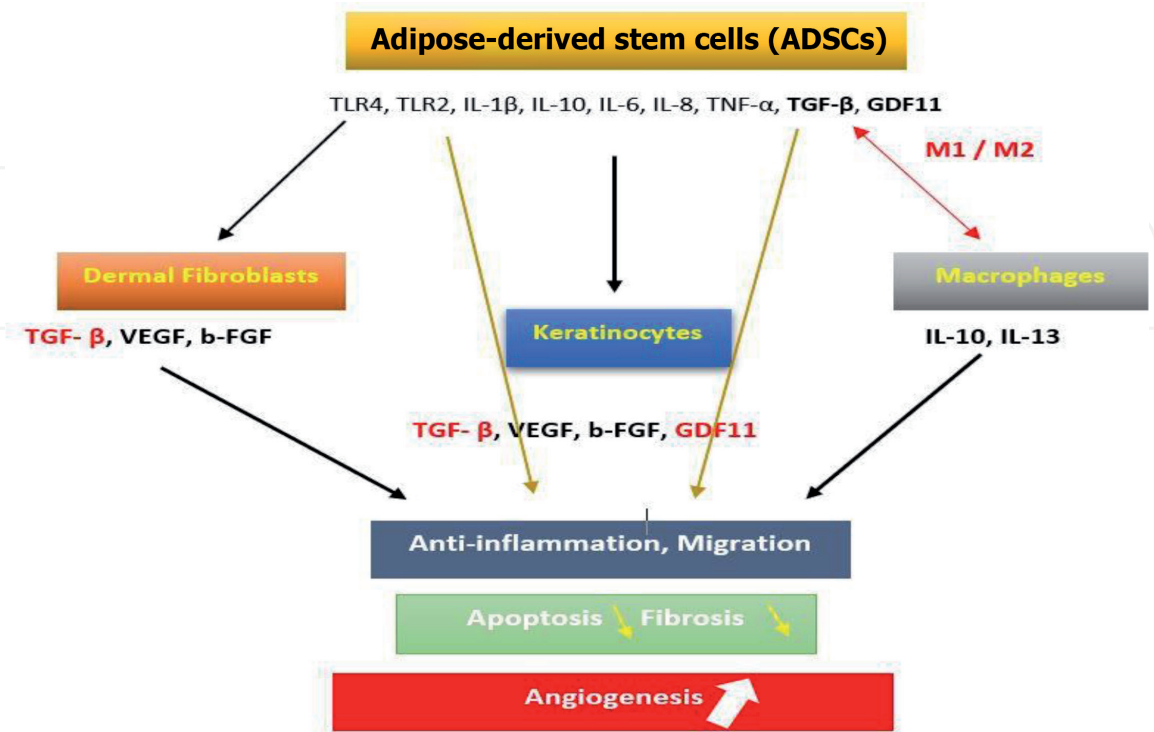 Adipose-derived stem cells (ADSCs)
TLR4, TLR2, IL-1β, IL-10, IL-6, IL-8, TNF-α, TGF-β, GDF11
M1 / M2
Dermal Fibroblasts
Macrophages
TGF- β, VEGF, b-FGF
Keratinocytes
IL-10, IL-13
TGF- β, VEGF, b-FGF, GDF11
Anti-inflammation, Migration
Apoptosis Fibrosis
Angiogenesis